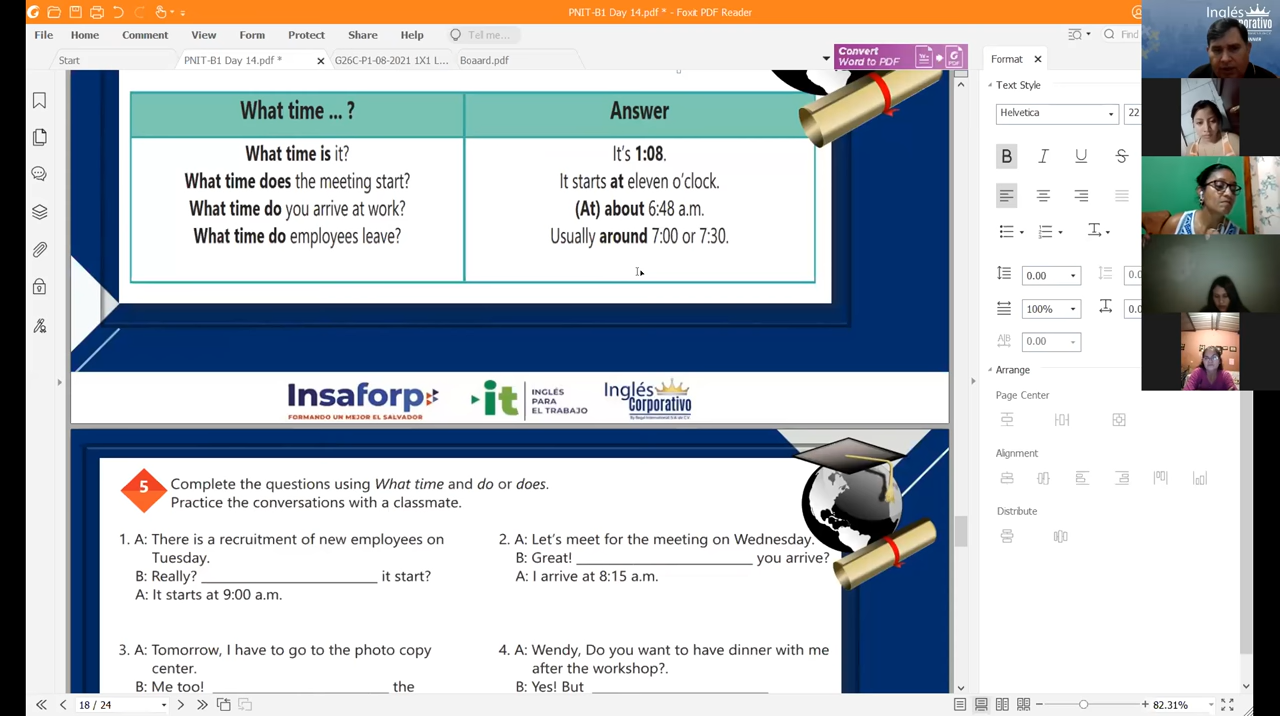 PNIT-B1 Day 14.pdf * - Foxit PDF Reader
File Home Comment View Form Protect Share Help Tell me... Find
Start PNIT-B1 Day 14.pdf * G26C-P1-08-2021 1X1 L... Boaard.pdf
Convert
Word to PDF
What time ... ? Answer
What time is it? It's 1:08.
What time does the meeting start? It starts at eleven o'clock.
What time do you arrive at work? (At) about 6:48 a.m.
What time do employees leave? Usually around 7:00 or 7:30.
Insaforp
FORMANDO UN MEJOR EL SALVADOR
it
INGLÉS
PARA
EL TRABAJO
Inglés
Corporativo
5 Complete the questions using What time and do or does.
Practice the conversations with a classmate.
1. A: There is a recruitment of new employees on
Tuesday.
B: Really? ____________________ it start?
A: It starts at 9:00 a.m.
2. A: Let's meet for the meeting on Wednesday.
B: Great! ____________________ you arrive?
A: I arrive at 8:15 a.m.
3. A: Tomorrow, I have to go to the photo copy
center.
B: Me too! ____________________ the
4. A: Wendy, Do you want to have dinner with me
after the workshop?.
B: Yes! But ____________________
18 / 24
82.31%
Format
Text Style
Helvetica 22
B I U S
0.00 0.0
100% 0.0
0.00
Arrange
Page Center
Alignment
Distribute
Inglés
Corporativo